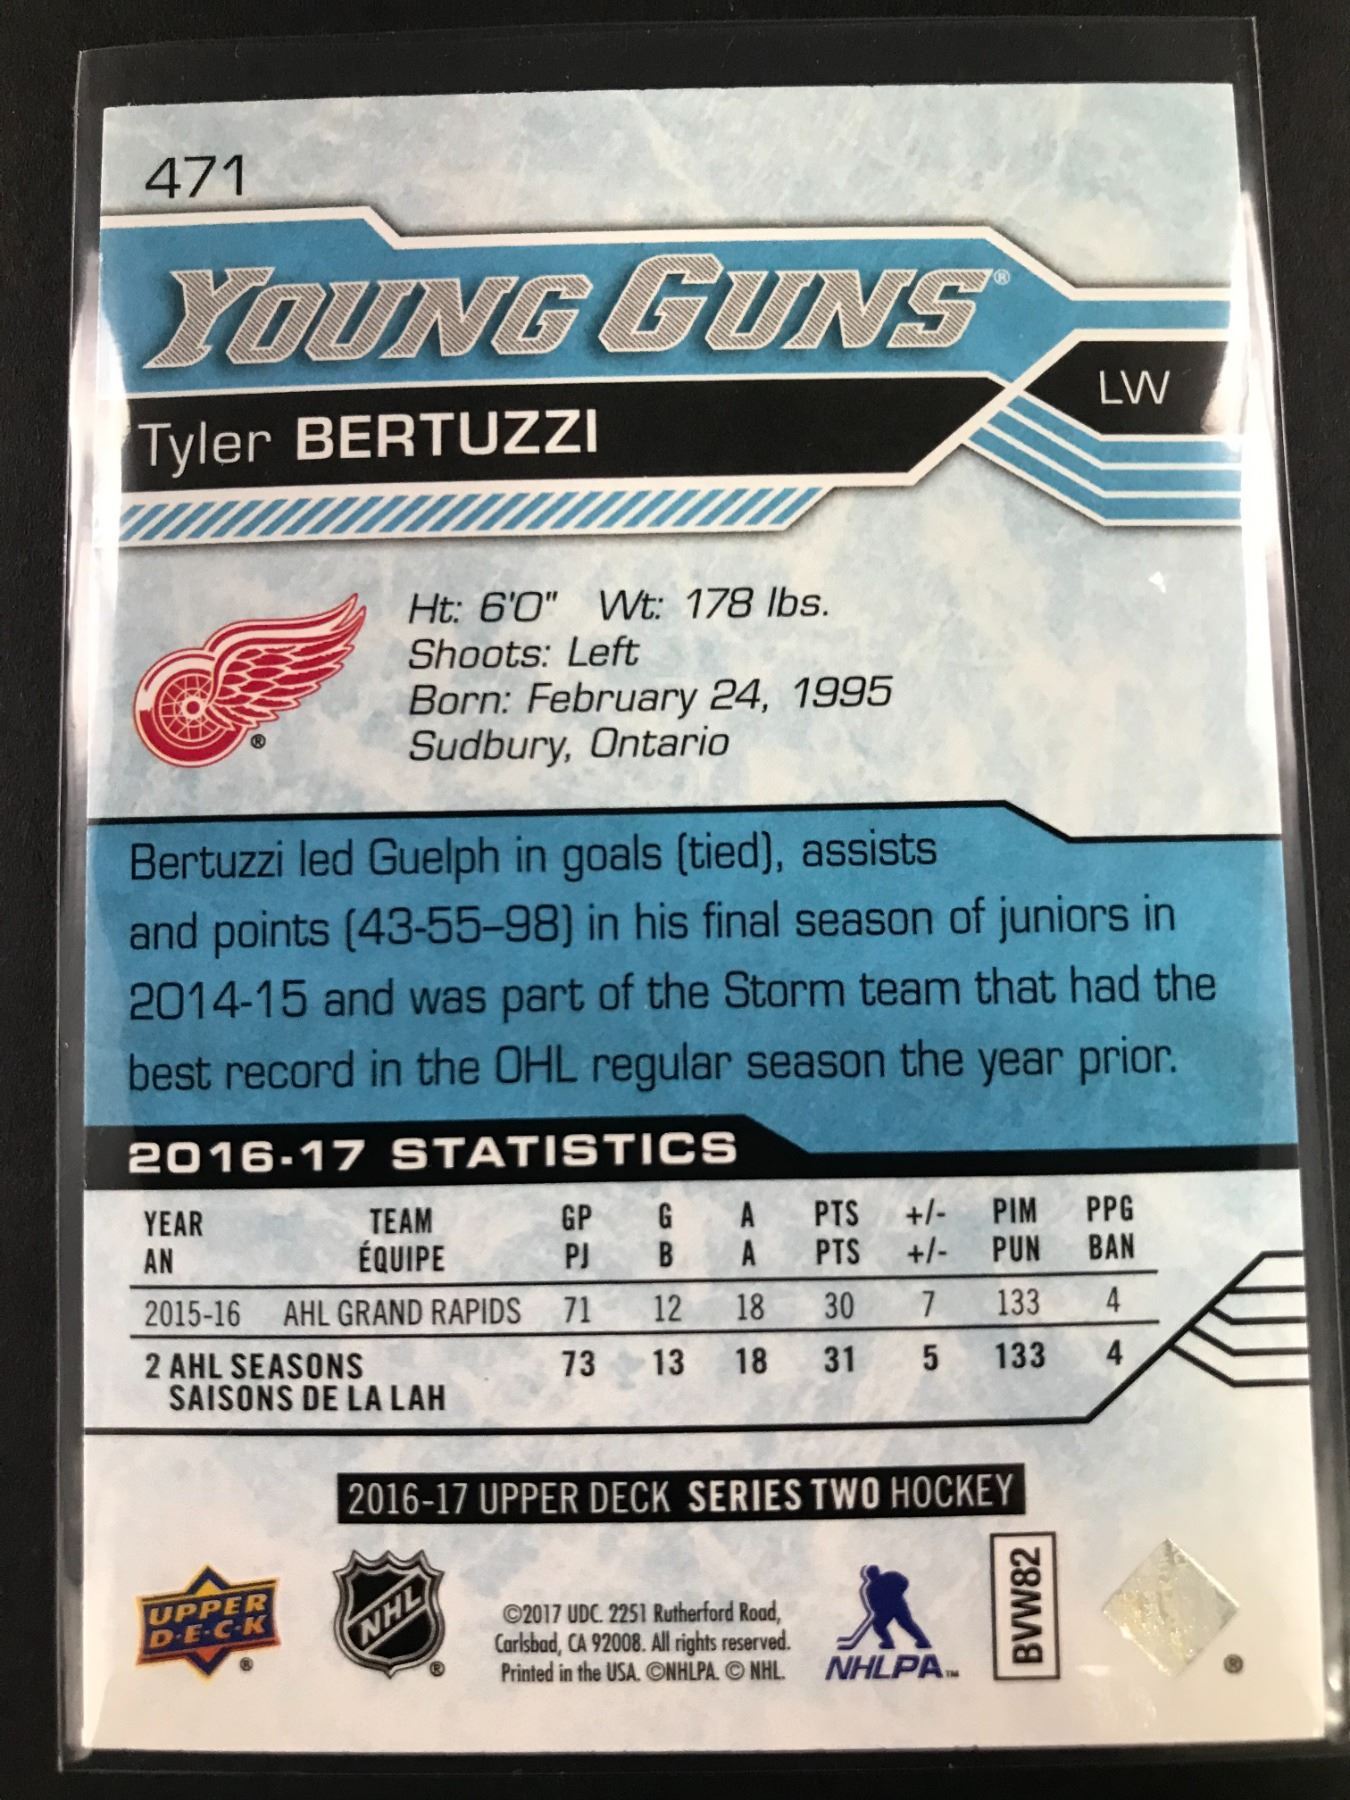 471
YOUNG GUNS®
LW
Tyler BERTUZZI
Ht: 6'0" Wt: 178 lbs.
Shoots: Left
Born: February 24, 1995
Sudbury, Ontario
®
Bertuzzi led Guelph in goals (tied), assists
and points (43-55–98) in his final season of juniors in
2014-15 and was part of the Storm team that had the
best record in the OHL regular season the year prior.
2016-17 STATISTICS
YEAR TEAM GP G A PTS +/- PIM PPG
AN ÉQUIPE PJ B A PTS +/- PUN BAN
2015-16 AHL GRAND RAPIDS 71 12 18 30 7 133 4
2 AHL SEASONS 73 13 18 31 5 133 4
SAISONS DE LA LAH
2016-17 UPPER DECK SERIES TWO HOCKEY
UPPER
D·E·C·K
®
NHL
®
©2017 UDC. 2251 Rutherford Road,
Carlsbad, CA 92008. All rights reserved.
Printed in the USA. ©NHLPA. © NHL.
NHLPA™
BVW82
®